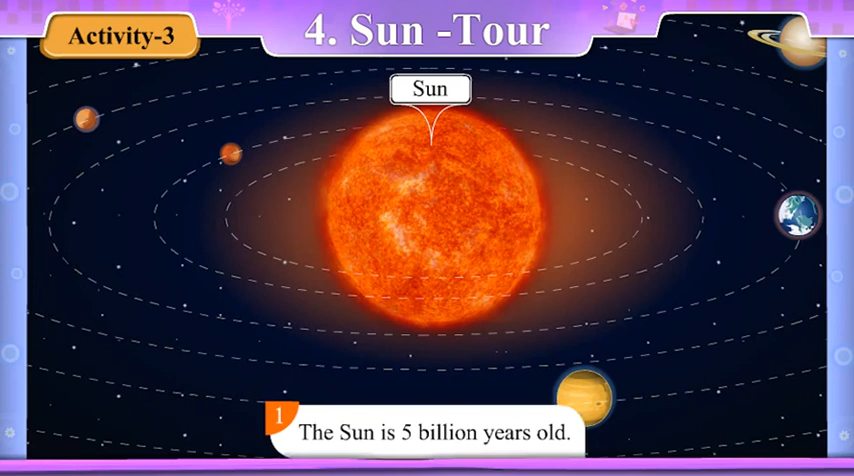 Activity-3
4. Sun -Tour
Sun
1
The Sun is 5 billion years old.